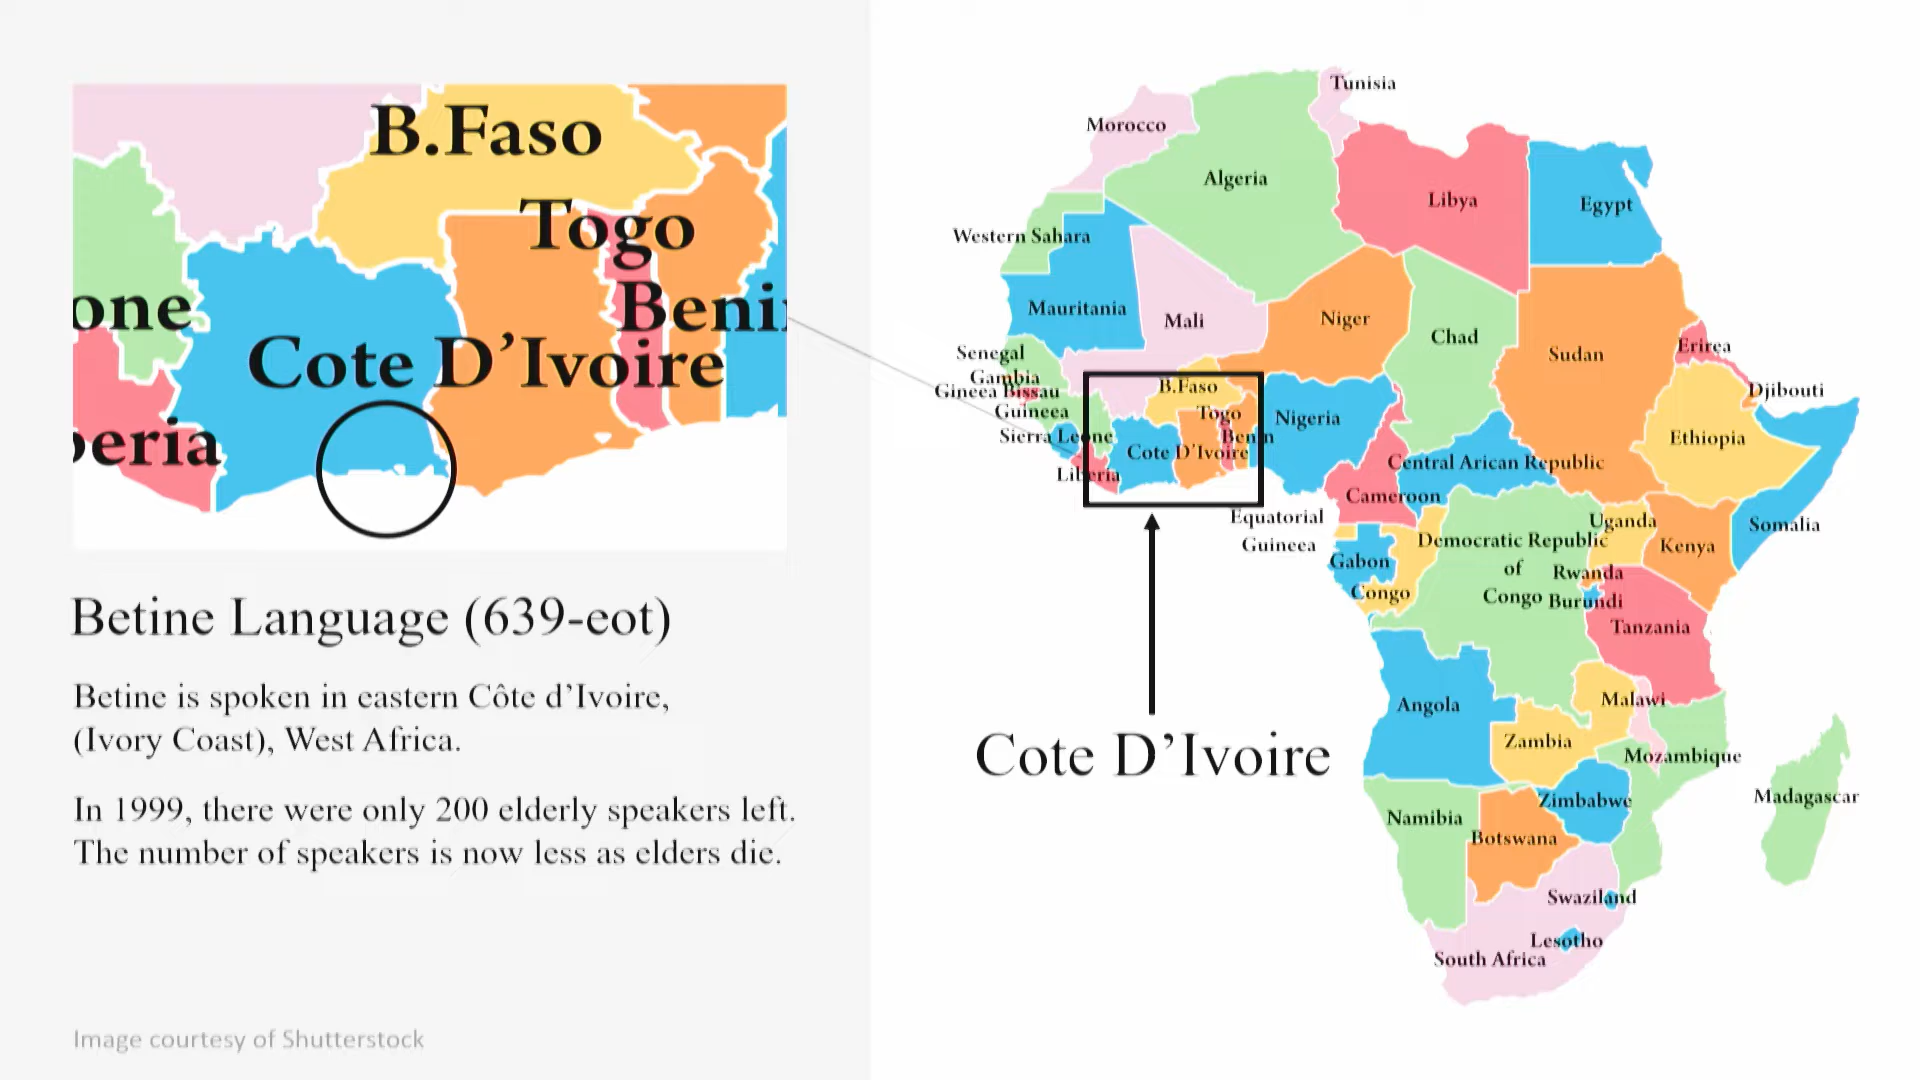 B.Faso
Togo
one
Beni
Cote D’Ivoire
beria
Betine Language (639-eot)
Betine is spoken in eastern Côte d’Ivoire,
(Ivory Coast), West Africa.
In 1999, there were only 200 elderly speakers left.
The number of speakers is now less as elders die.
Image courtesy of Shutterstock
Tunisia
Morocco
Algeria
Libya
Egypt
Western Sahara
Mauritania
Mali
Niger
Chad
Sudan
Erirea
Djibouti
Senegal
Gambia
Gineea Bissau
Guineea
Sierra Leone
Liberia
B.Faso
Togo
Benin
Cote D’Ivoire
Nigeria
Ethiopia
Central Arican Republic
Cameroon
Equatorial
Guineea
Somalia
Uganda
Kenya
Democratic Republic
of
Congo
Gabon
Congo
Rwanda
Burundi
Tanzania
Cote D’Ivoire
Angola
Malawi
Zambia
Mozambique
Madagascar
Zimbabwe
Namibia
Botswana
Swaziland
Lesotho
South Africa